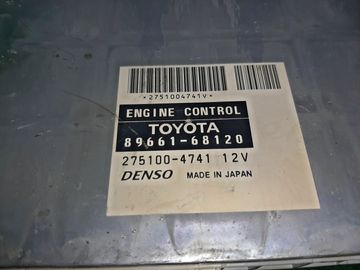 *2751004741V*
ENGINE CONTROL
TOYOTA
89661-68120
275100-4741 12V
DENSO MADE IN JAPAN